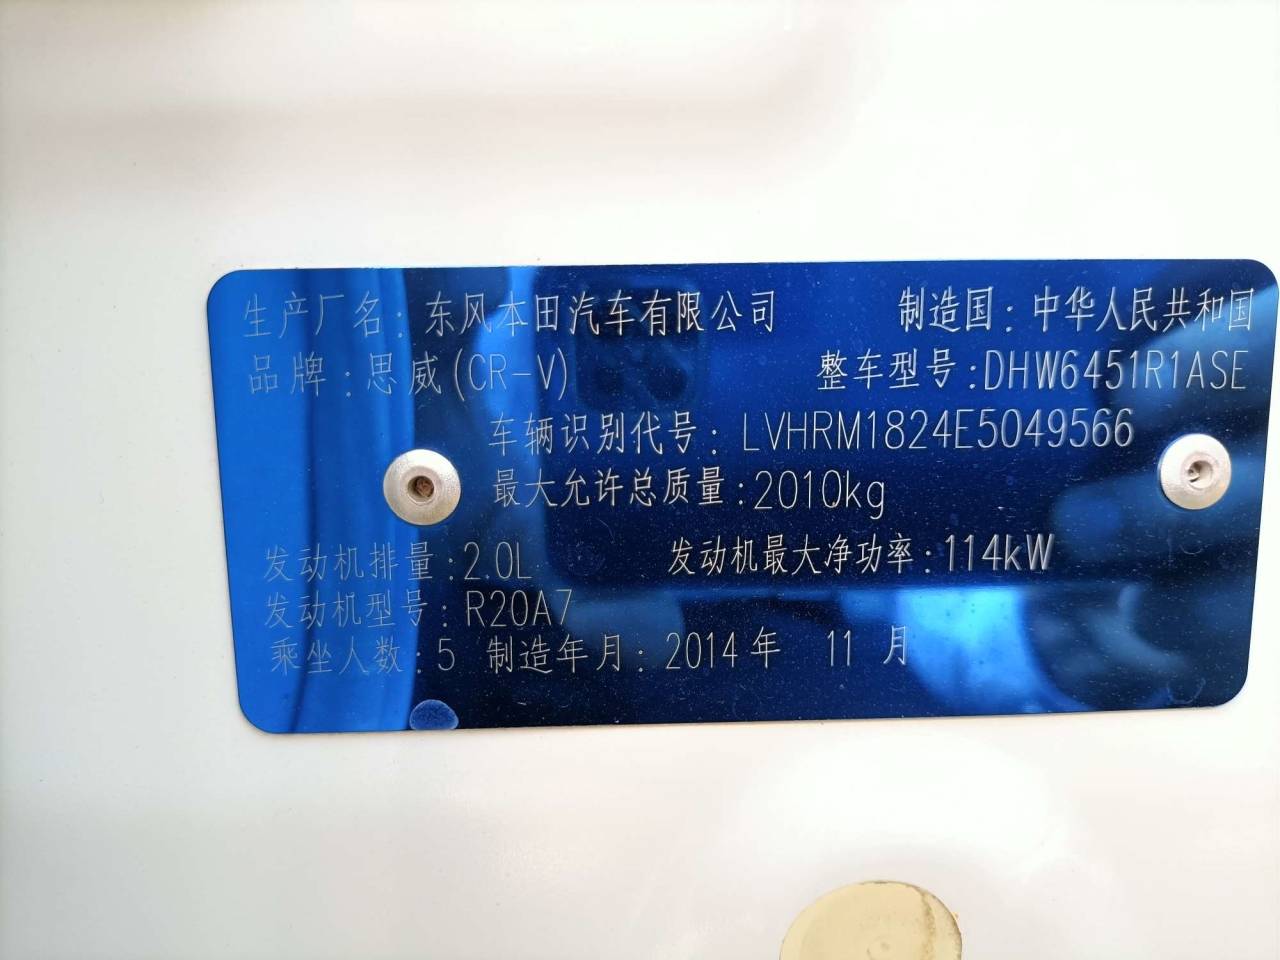 生产厂名：东风本田汽车有限公司 制造国：中华人民共和国
品牌：思威(CR-V) 整车型号：DHW6451R1ASE
车辆识别代号：LVHRM1824E5049566
最大允许总质量：2010kg
发动机排量：2.0L 发动机最大净功率：114kW
发动机型号：R20A7
乘坐人数：5 制造年月：2014年 11 月